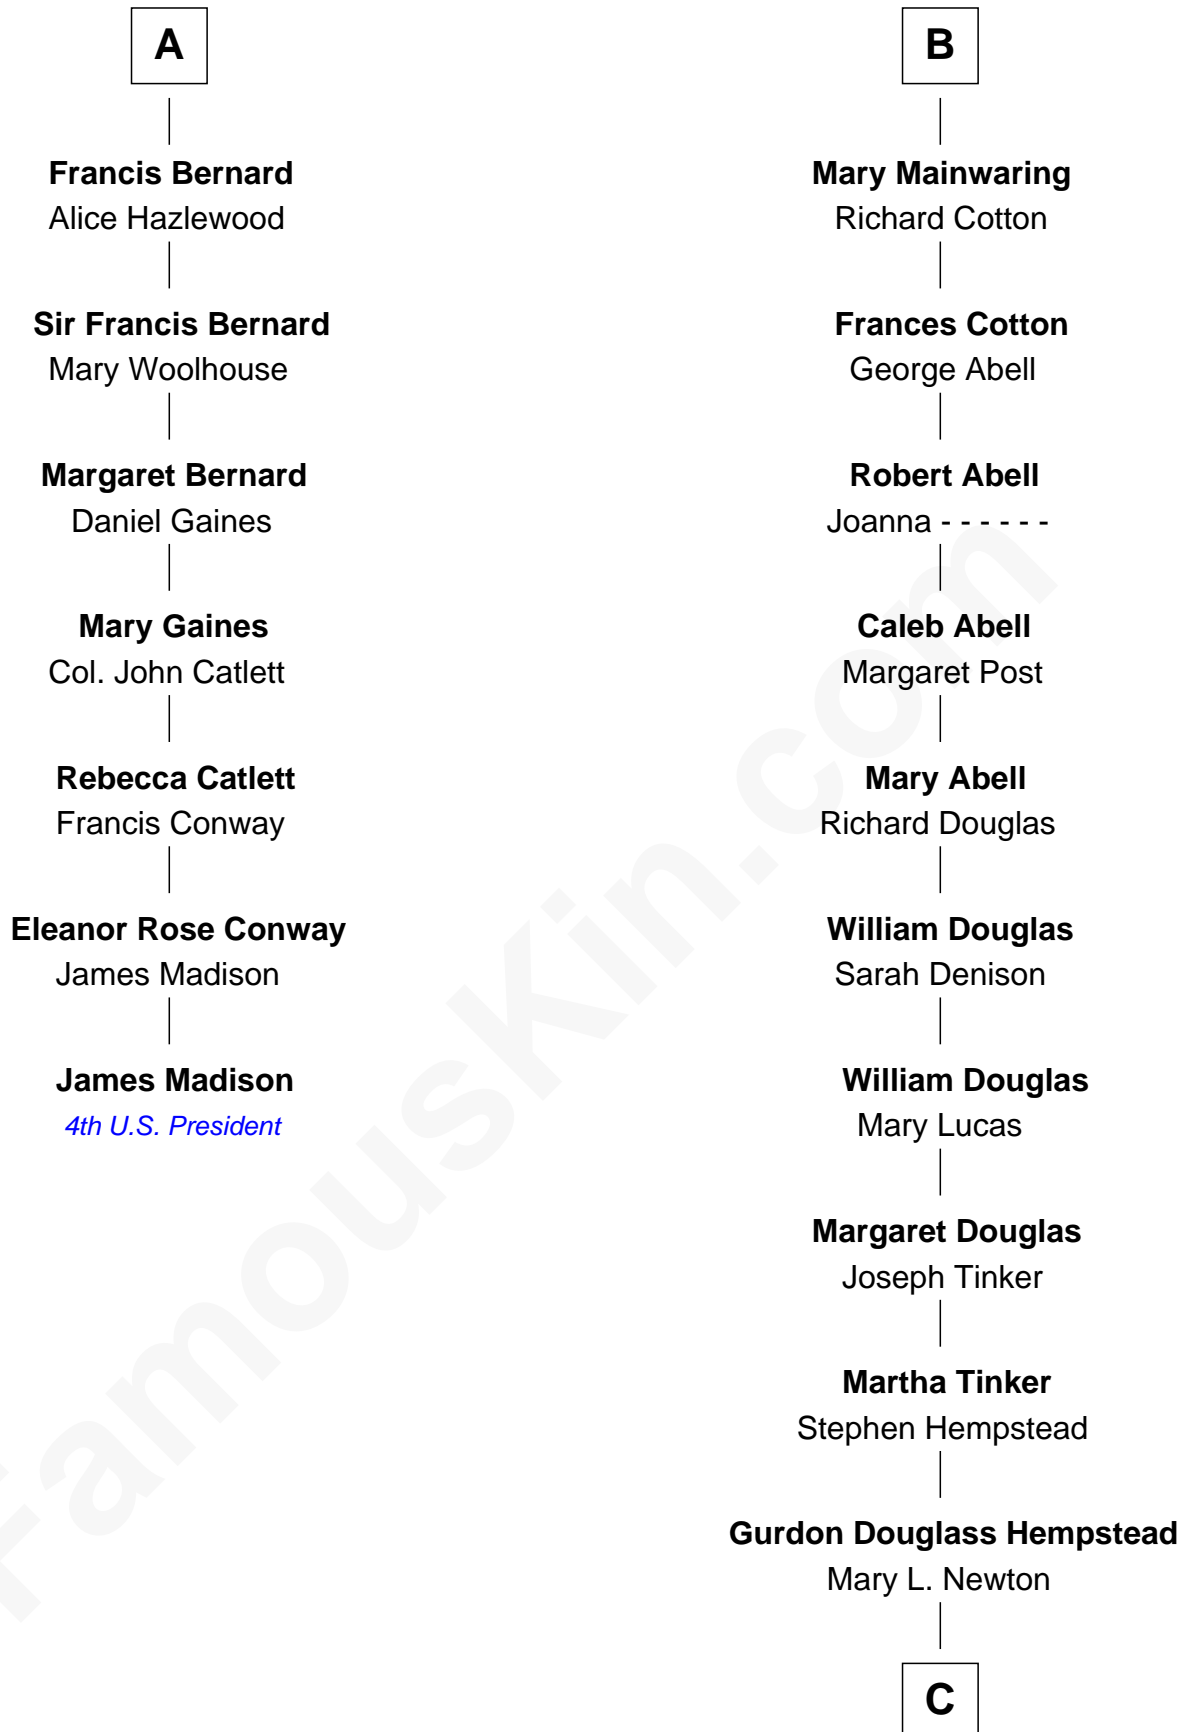 A
Francis Bernard
Alice Hazlewood
Sir Francis Bernard
Mary Woolhouse
Margaret Bernard
Daniel Gaines
Mary Gaines
Col. John Catlett
Rebecca Catlett
Francis Conway
Eleanor Rose Conway
James Madison
James Madison
4th U.S. President
B
Mary Mainwaring
Richard Cotton
Frances Cotton
George Abell
Robert Abell
Joanna - - - - - -
Caleb Abell
Margaret Post
Mary Abell
Richard Douglas
William Douglas
Sarah Denison
William Douglas
Mary Lucas
Margaret Douglas
Joseph Tinker
Martha Tinker
Stephen Hempstead
Gurdon Douglass Hempstead
Mary L. Newton
C
FamousKin.com